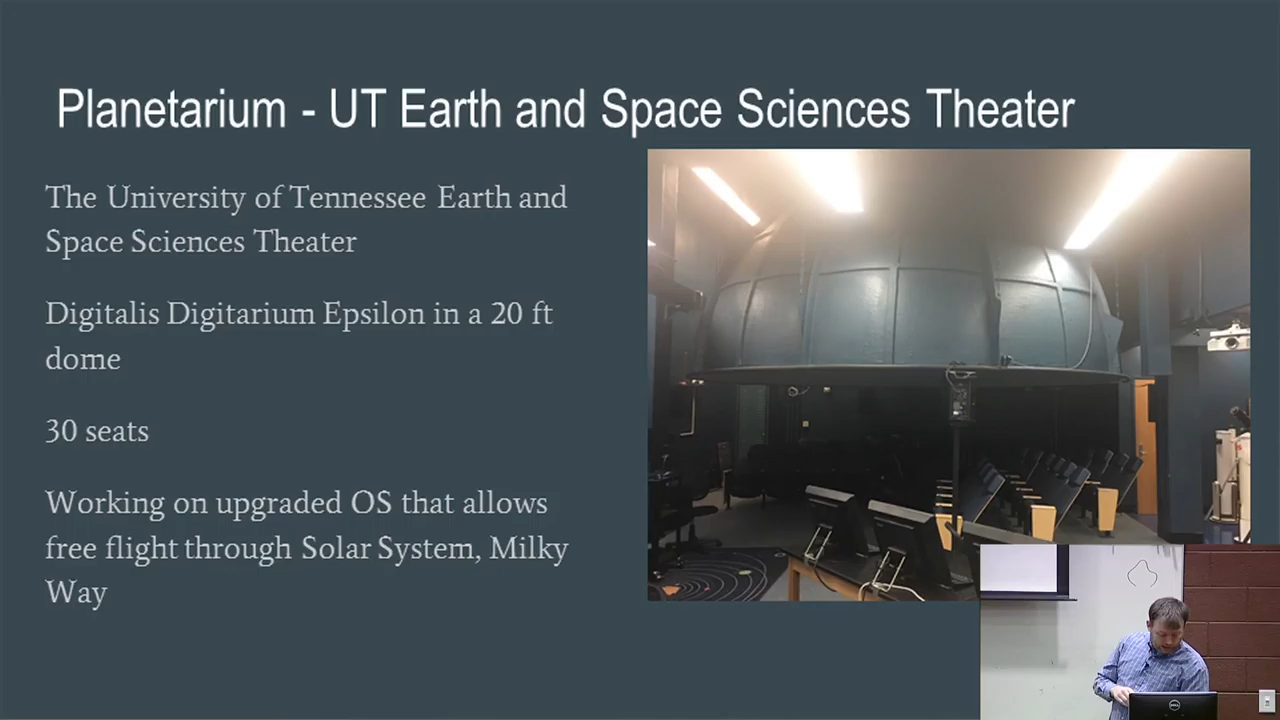 Planetarium - UT Earth and Space Sciences Theater
The University of Tennessee Earth and
Space Sciences Theater
Digitalis Digitarium Epsilon in a 20 ft
dome
30 seats
Working on upgraded OS that allows
free flight through Solar System, Milky
Way
DELL